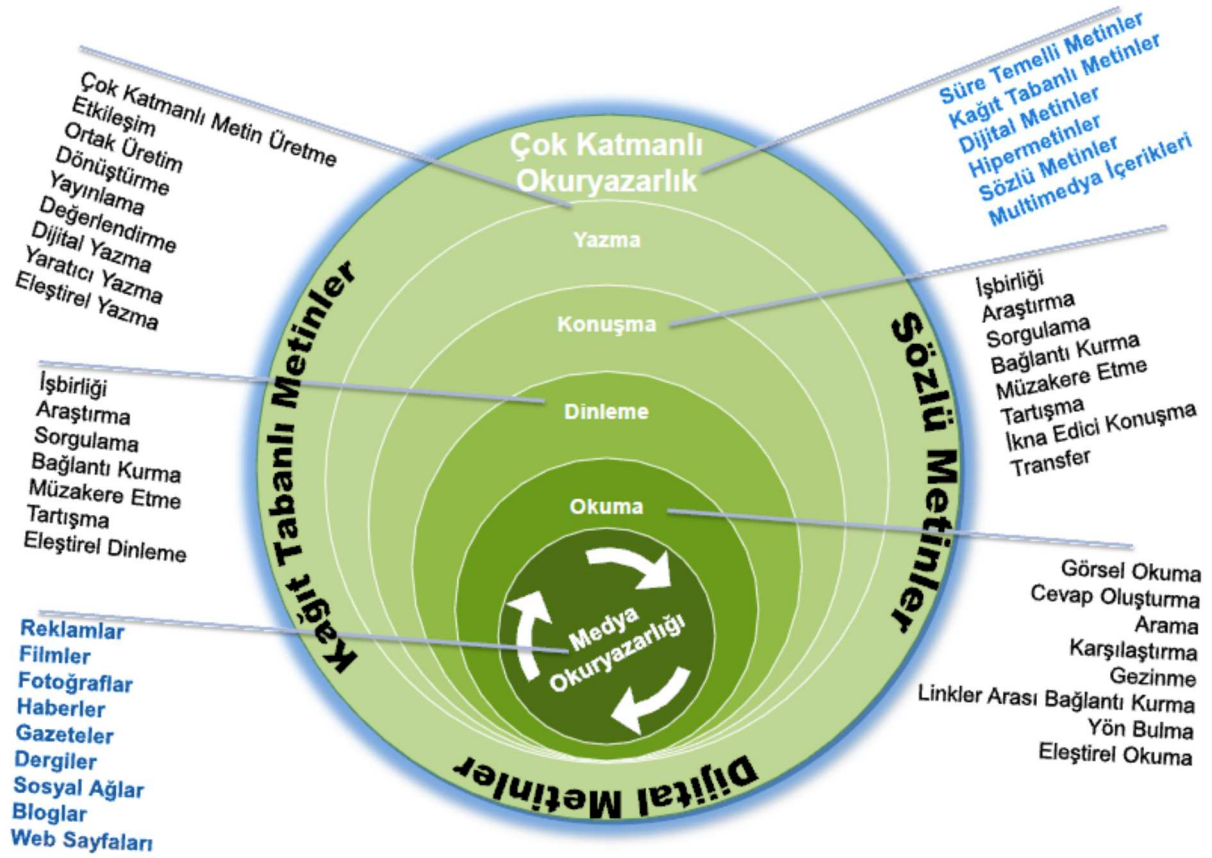 Çok Katmanlı Metin Üretme
Etkileşim
Ortak Üretim
Dönüştürme
Yayınlama
Değerlendirme
Dijital Yazma
Yaratıcı Yazma
Eleştirel Yazma
Süre Temelli Metinler
Kağıt Tabanlı Metinler
Dijital Metinler
Hipermetinler
Sözlü Metinler
Multimedya İçerikleri
Çok Katmanlı
Okuryazarlık
Yazma
Konuşma
Dinleme
Okuma
Medya
Okuryazarlığı
Kağıt Tabanlı Metinler
Sözlü Metinler
Dijital Metinler
İşbirliği
Araştırma
Sorgulama
Bağlantı Kurma
Müzakere Etme
Tartışma
İkna Edici Konuşma
Transfer
İşbirliği
Araştırma
Sorgulama
Bağlantı Kurma
Müzakere Etme
Tartışma
Eleştirel Dinleme
Görsel Okuma
Cevap Oluşturma
Arama
Karşılaştırma
Gezinme
Linkler Arası Bağlantı Kurma
Yön Bulma
Eleştirel Okuma
Reklamlar
Filmler
Fotoğraflar
Haberler
Gazeteler
Dergiler
Sosyal Ağlar
Bloglar
Web Sayfaları